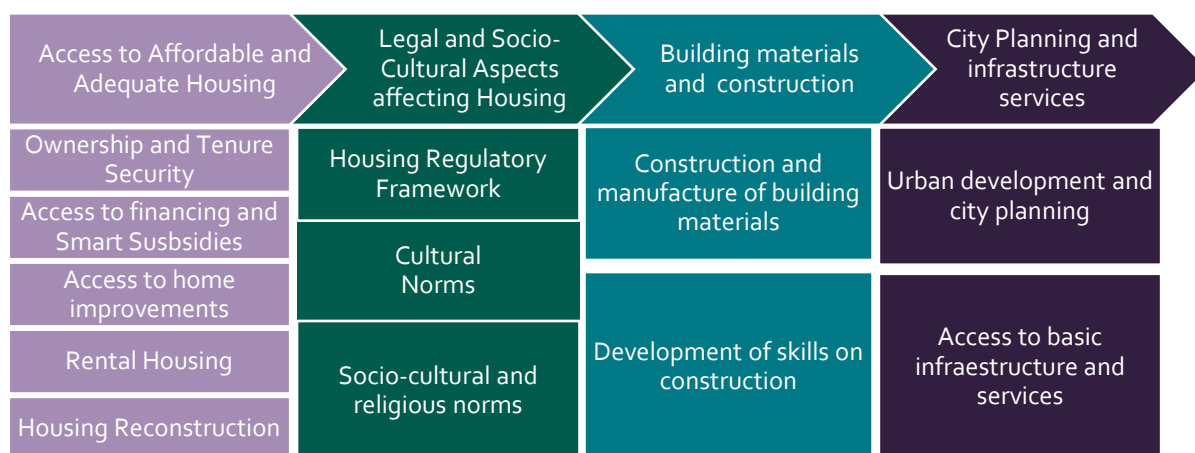 Access to Affordable and
Adequate Housing
Legal and Socio-
Cultural Aspects
affecting Housing
Building materials
and construction
City Planning and
infrastructure
services
Ownership and Tenure
Security
Access to financing and
Smart Susbsidies
Access to home
improvements
Rental Housing
Housing Reconstruction
Housing Regulatory
Framework
Cultural
Norms
Socio-cultural and
religious norms
Construction and
manufacture of building
materials
Development of skills on
construction
Urban development and
city planning
Access to basic
infraestructure and
services